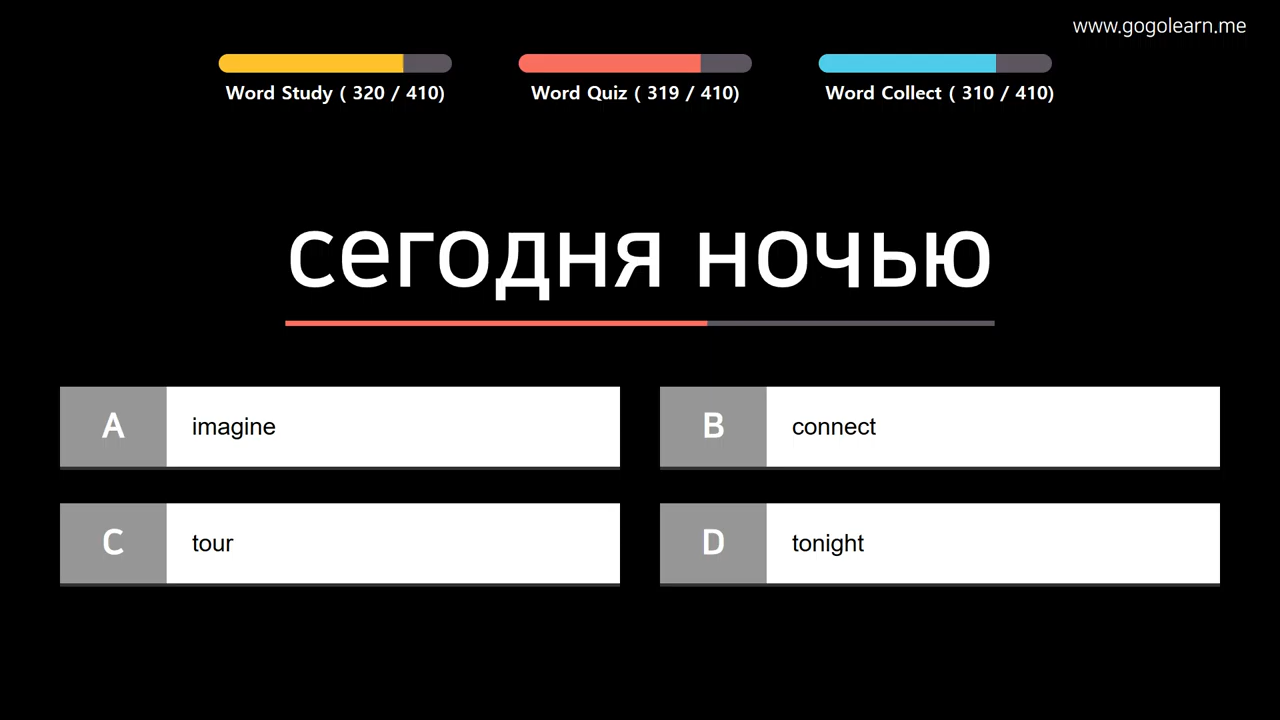 www.gogolearn.me
Word Study ( 320 / 410)
Word Quiz ( 319 / 410)
Word Collect ( 310 / 410)
сегодня ночью
A imagine
B connect
C tour
D tonight